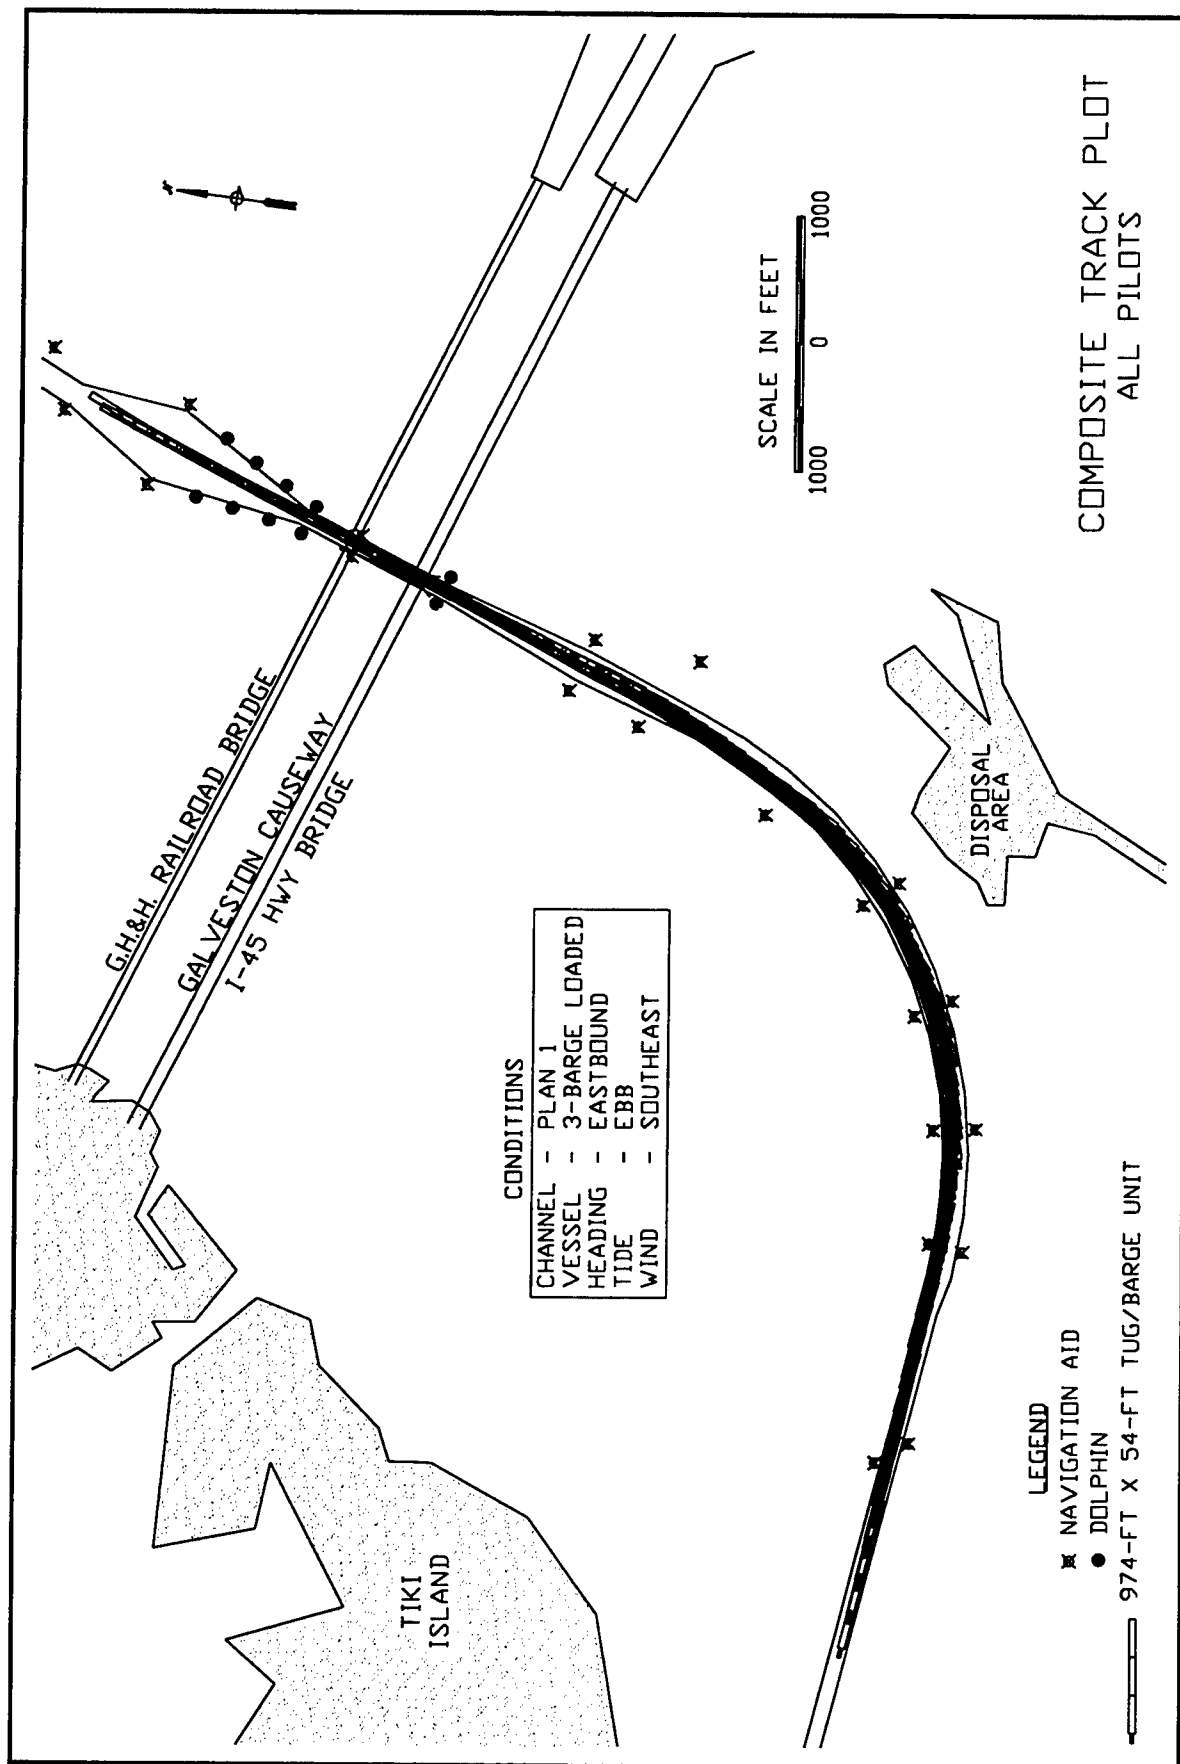 G.H.&H. RAILROAD BRIDGE
GALVESTON CAUSEWAY
I-45 HWY BRIDGE
N
SCALE IN FEET
1000 0 1000
COMPOSITE TRACK PLOT
ALL PILOTS
DISPOSAL
AREA
CONDITIONS
CHANNEL - PLAN 1
VESSEL - 3-BARGE LOADED
HEADING - EASTBOUND
TIDE - EBB
WIND - SOUTHEAST
TIKI
ISLAND
LEGEND
NAVIGATION AID
DOLPHIN
974-FT X 54-FT TUG/BARGE UNIT